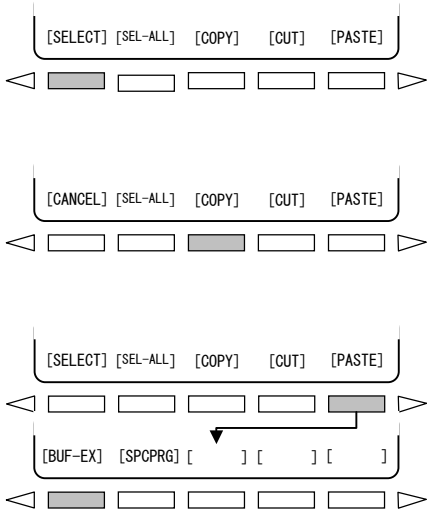 [SELECT] [SEL-ALL] [COPY] [CUT] [PASTE]
[CANCEL] [SEL-ALL] [COPY] [CUT] [PASTE]
[SELECT] [SEL-ALL] [COPY] [CUT] [PASTE]
[BUF-EX] [SPCPRG] [ ] [ ] [ ]